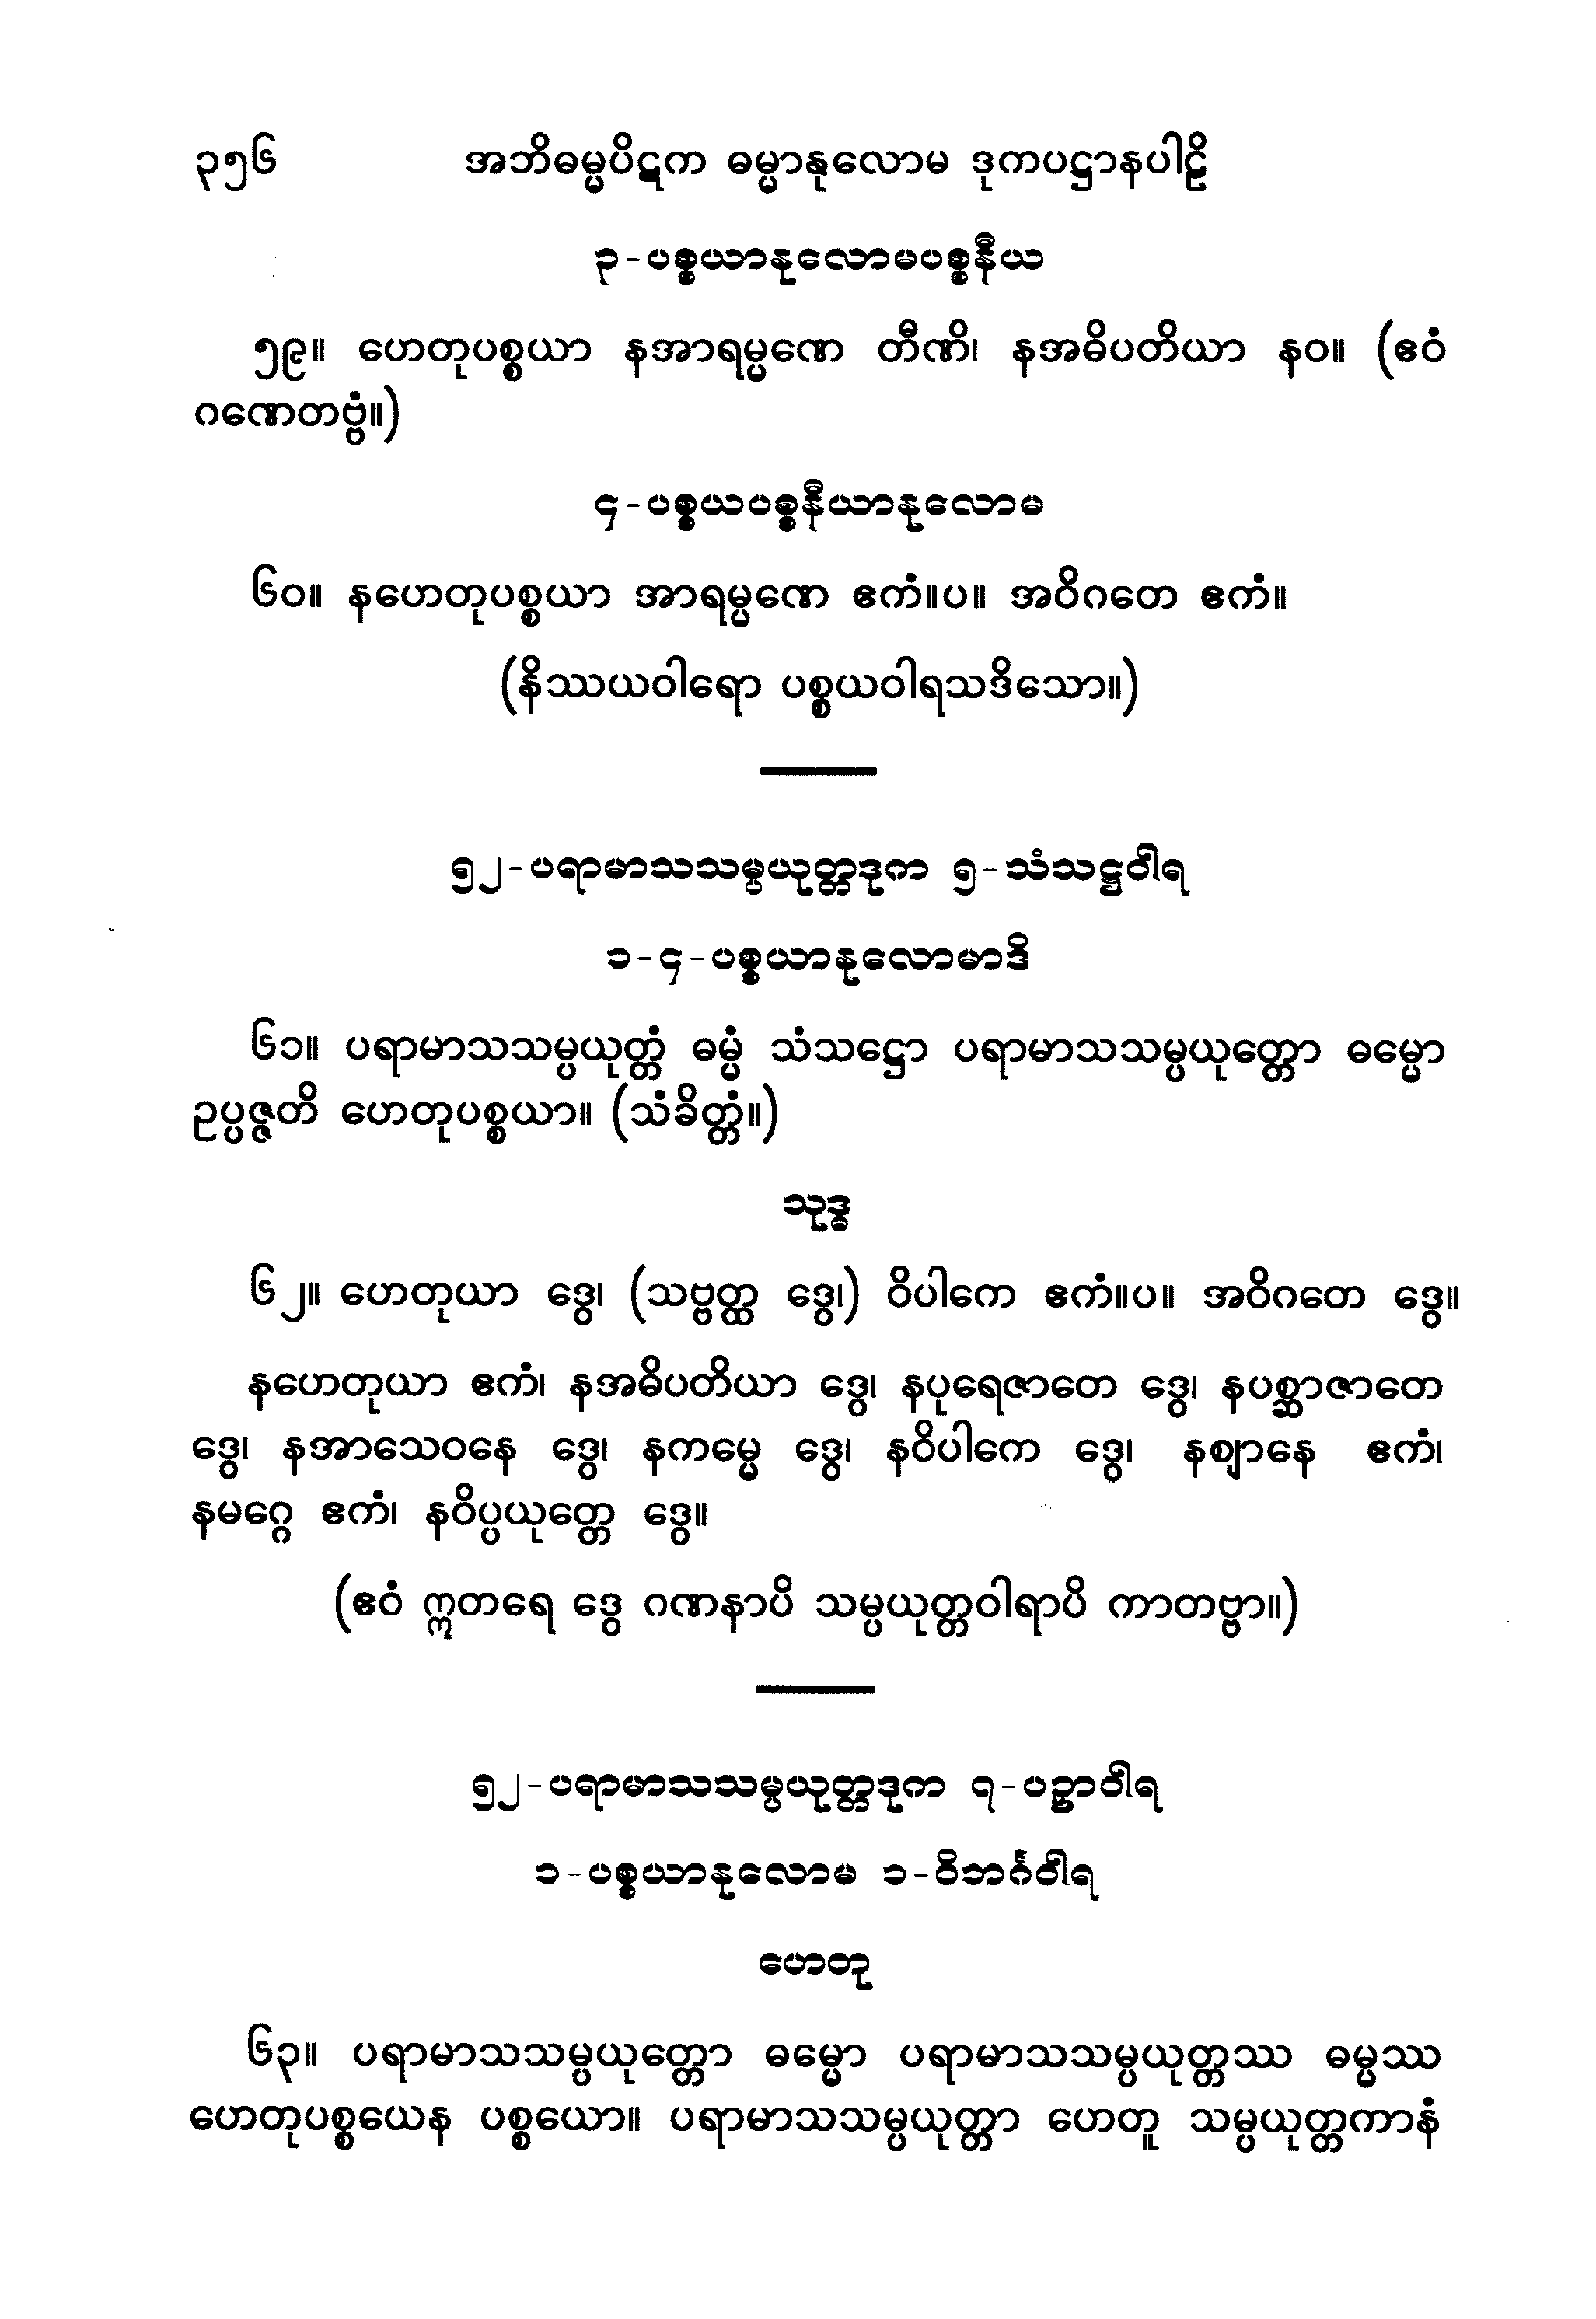 ၃၅၆ အဘိဓမ္မပိဋက ဓမ္မာနုလောမ ဒုကပဋ္ဌာနပါဠိ
၃-ပစ္စယာနုလောမပစ္စနီယ
၅၉။ ဟေတုပစ္စယာ နအာရမ္မဏေ တီဏိ၊ နအဓိပတိယာ နဝ။ (ဧဝံ
ဂဏေတဗ္ဗံ။)
၄-ပစ္စယပစ္စနီယာနုလောမ
၆၀။ နဟေတုပစ္စယာ အာရမ္မဏေ ဧကံ။ပ။ အဝိဂတေ ဧကံ။
(နိဿယဝါရော ပစ္စယဝါရသဒိသော။)
၅၂-ပရာမာသသမ္ပယုတ္တဒုက ၅-သံသဋ္ဌဝါရ
၁-၄-ပစ္စယာနုလောမာဒိ
၆၁။ ပရာမာသသမ္ပယုတ္တံ ဓမ္မံ သံသဋ္ဌော ပရာမာသသမ္ပယုတ္တော ဓမ္မော
ဥပ္ပဇ္ဇတိ ဟေတုပစ္စယာ။ (သံခိတ္တံ။)
သုဒ္ဓ
၆၂။ ဟေတုယာ ဒွေ၊ (သဗ္ဗတ္ထ ဒွေ၊) ဝိပါကေ ဧကံ။ပ။ အဝိဂတေ ဒွေ။
နဟေတုယာ ဧကံ၊ နအဓိပတိယာ ဒွေ၊ နပုရေဇာတေ ဒွေ၊ နပစ္ဆာဇာတေ
ဒွေ၊ နအာသေဝနေ ဒွေ၊ နကမ္မေ ဒွေ၊ နဝိပါကေ ဒွေ၊ နဈာနေ ဧကံ၊
နမဂ္ဂေ ဧကံ၊ နဝိပ္ပယုတ္တေ ဒွေ။
(ဧဝံ ဣတရေ ဒွေ ဂဏနာပိ သမ္ပယုတ္တဝါရာပိ ကာတဗ္ဗာ။)
၅၂-ပရာမာသသမ္ပယုတ္တဒုက ၇-ပဉှာဝါရ
၁-ပစ္စယာနုလောမ ၁-ဝိဘင်္ဂဝါရ
ဟေတု
၆၃။ ပရာမာသသမ္ပယုတ္တော ဓမ္မော ပရာမာသသမ္ပယုတ္တဿ ဓမ္မဿ
ဟေတုပစ္စယေန ပစ္စယော။ ပရာမာသသမ္ပယုတ္တာ ဟေတူ သမ္ပယုတ္တကာနံ